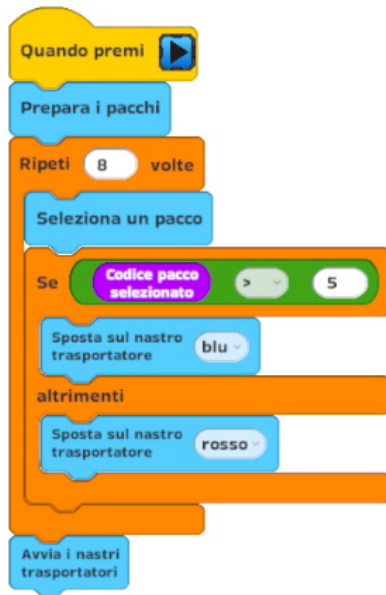 Quando premi
Prepara i pacchi
Ripeti 8 volte
Seleziona un pacco
Se Codice pacco
selezionato > 5
Sposta sul nastro
trasportatore blu
altrimenti
Sposta sul nastro
trasportatore rosso
Avvia i nastri
trasportatori